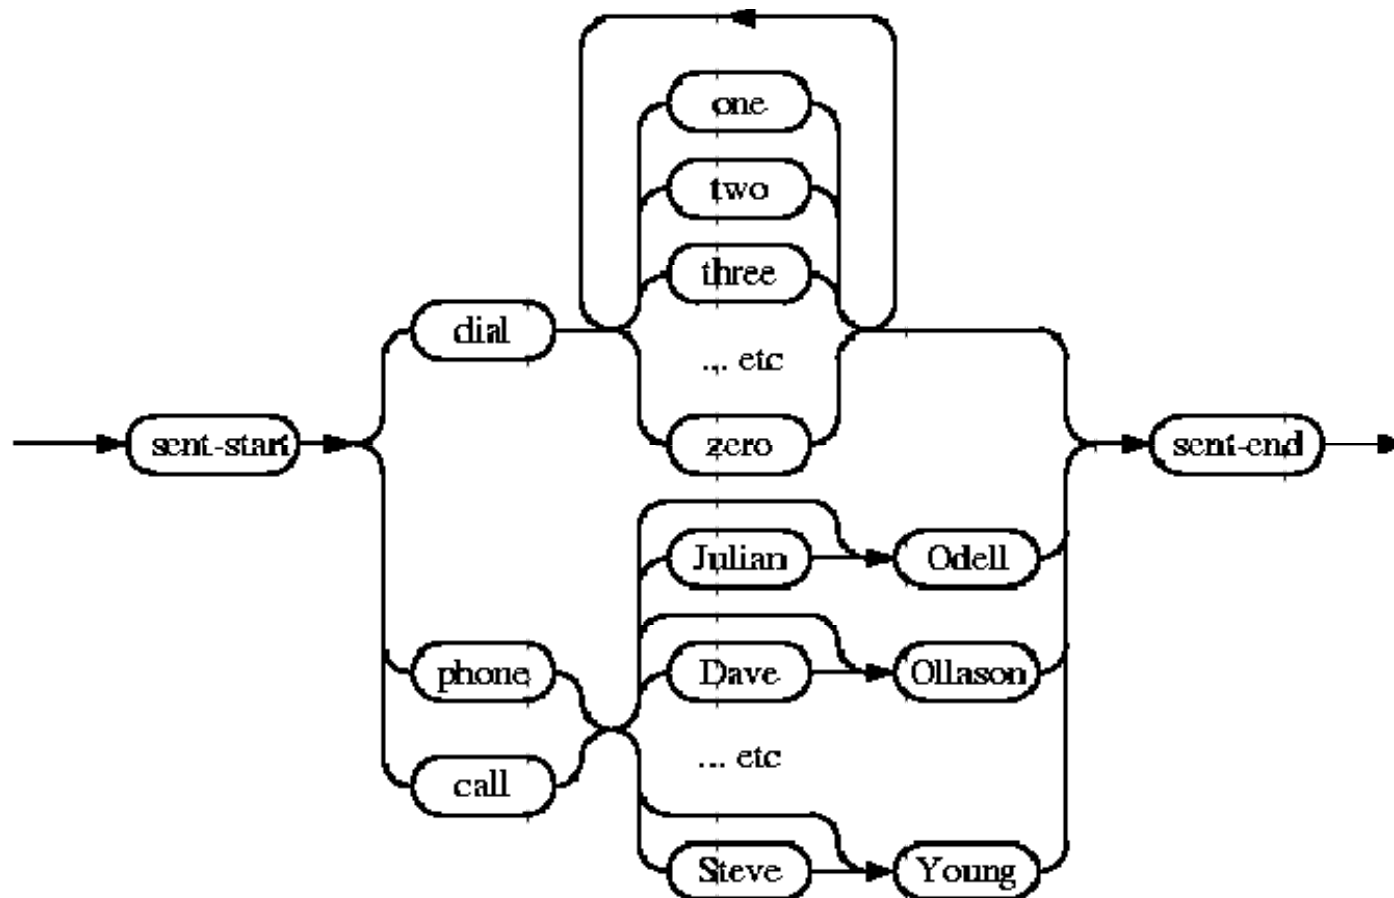 one
two
three
dial
... etc
sent-start
zero
sent-end
Julian
Odell
phone
Dave
Ollason
... etc
call
Steve
Young